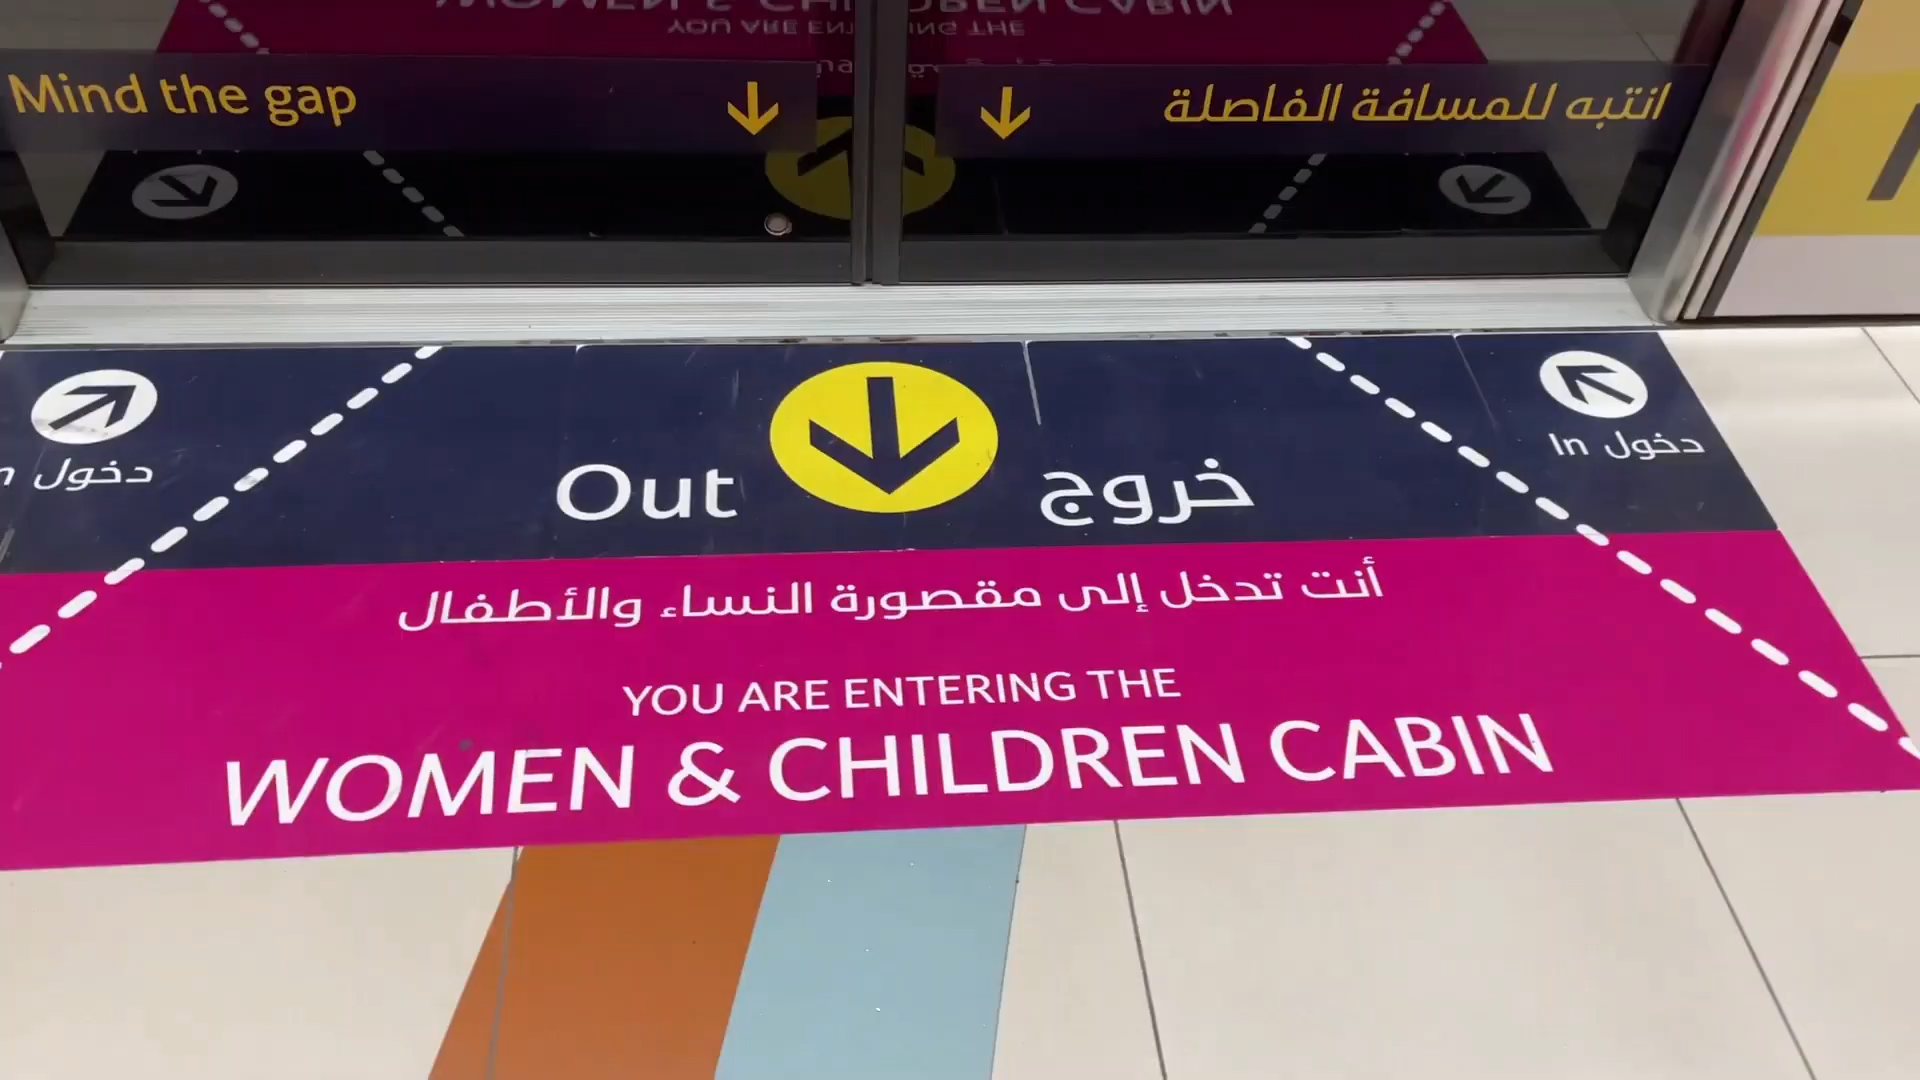 Mind the gap
انتبه للمسافة الفاصلة
دخول
In دخول
Out
خروج
أنت تدخل إلى مقصورة النساء والأطفال
YOU ARE ENTERING THE
WOMEN & CHILDREN CABIN